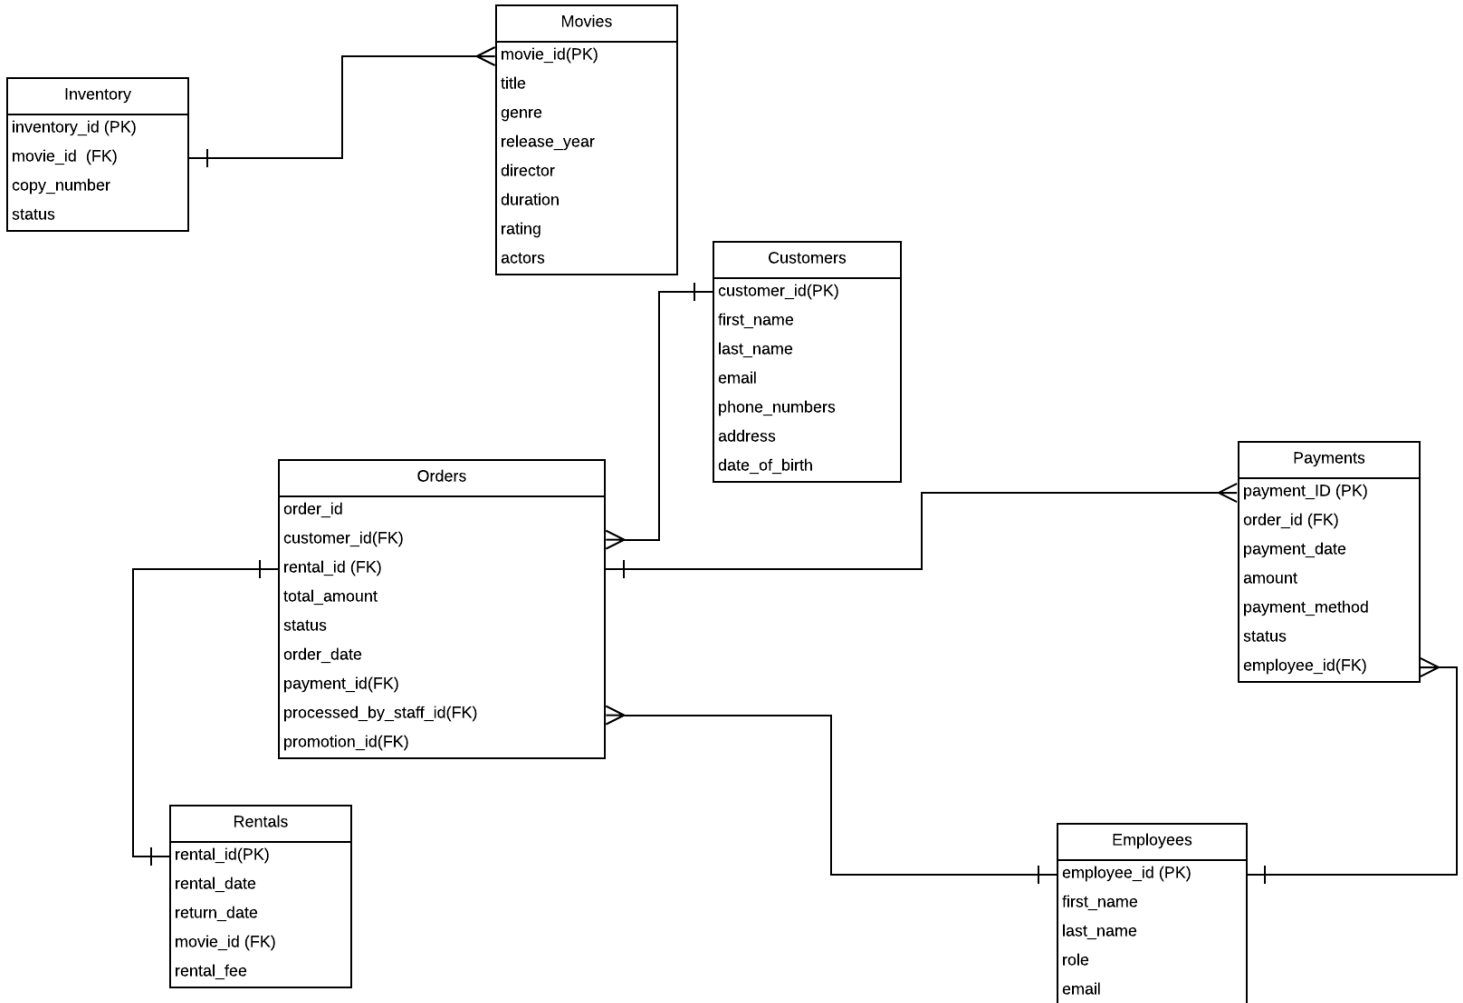 Movies
movie_id(PK)
title
genre
release_year
director
duration
rating
actors
Inventory
inventory_id (PK)
movie_id  (FK)
copy_number
status
Customers
customer_id(PK)
first_name
last_name
email
phone_numbers
address
date_of_birth
Orders
order_id
customer_id(FK)
rental_id (FK)
total_amount
status
order_date
payment_id(FK)
processed_by_staff_id(FK)
promotion_id(FK)
Payments
payment_ID (PK)
order_id (FK)
payment_date
amount
payment_method
status
employee_id(FK)
Rentals
rental_id(PK)
rental_date
return_date
movie_id (FK)
rental_fee
Employees
employee_id (PK)
first_name
last_name
role
email